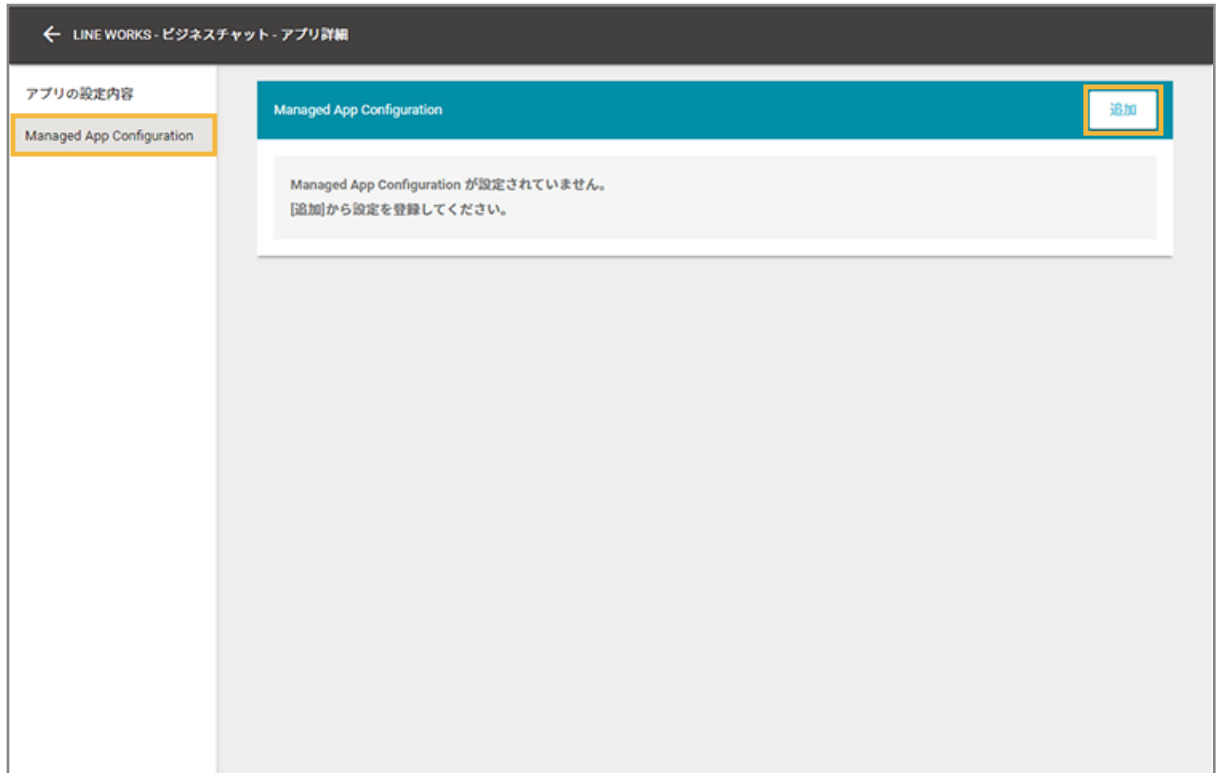 ← LINE WORKS - ビジネスチャット - アプリ詳細
アプリの設定内容
Managed App Configuration
Managed App Configuration
追加
Managed App Configuration が設定されていません。
[追加]から設定を登録してください。